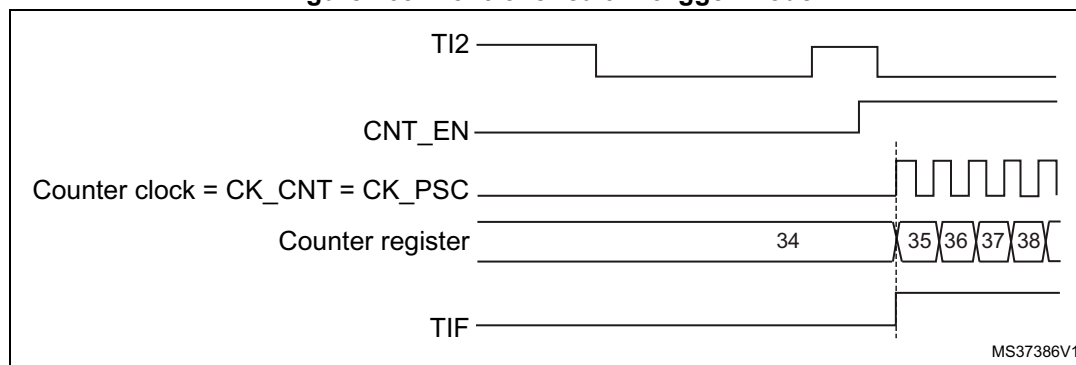 TI2
CNT_EN
Counter clock = CK_CNT = CK_PSC
Counter register 34 35 36 37 38
TIF
MS37386V1